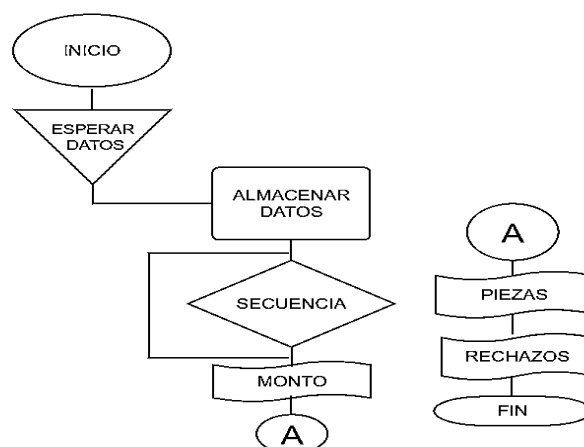 INICIO
ESPERAR
DATOS
ALMACENAR
DATOS
SECUENCIA
MONTO
A
A
PIEZAS
RECHAZOS
FIN